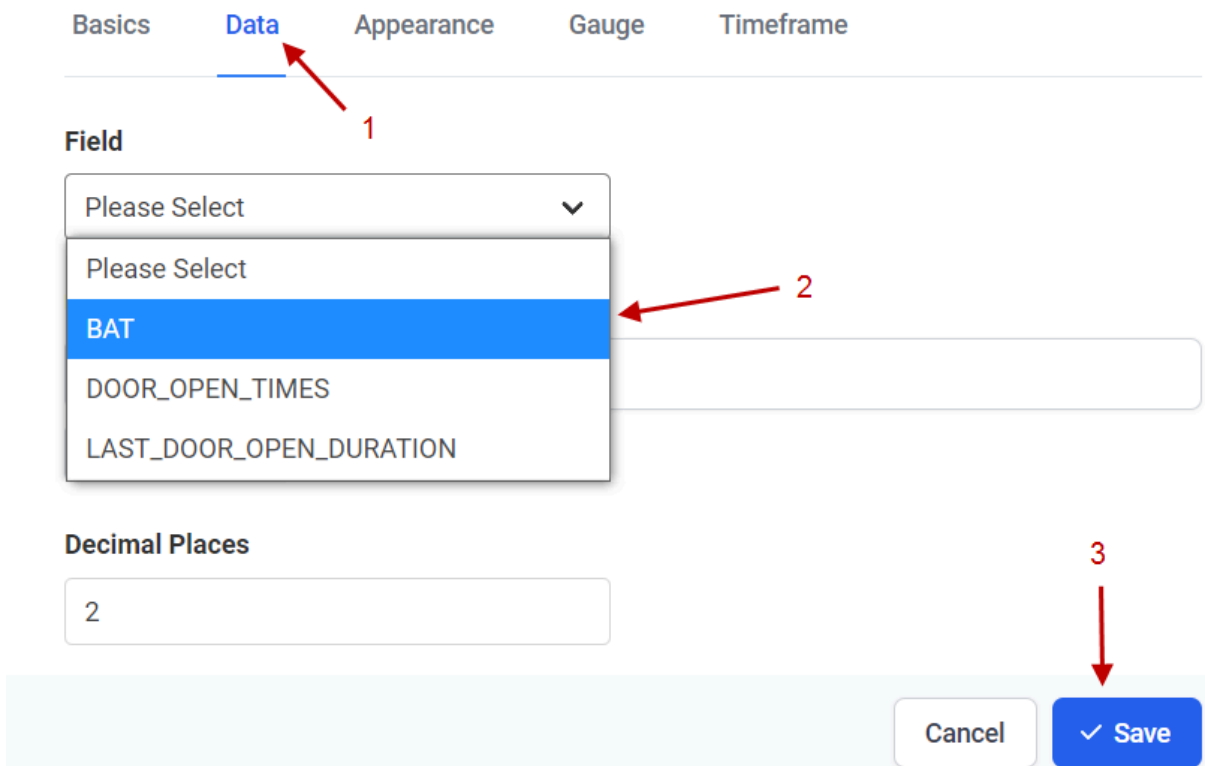 Basics Data Appearance Gauge Timeframe
1
Field
Please Select
Please Select
2
BAT
DOOR_OPEN_TIMES
LAST_DOOR_OPEN_DURATION
Decimal Places
3
2
Cancel Save